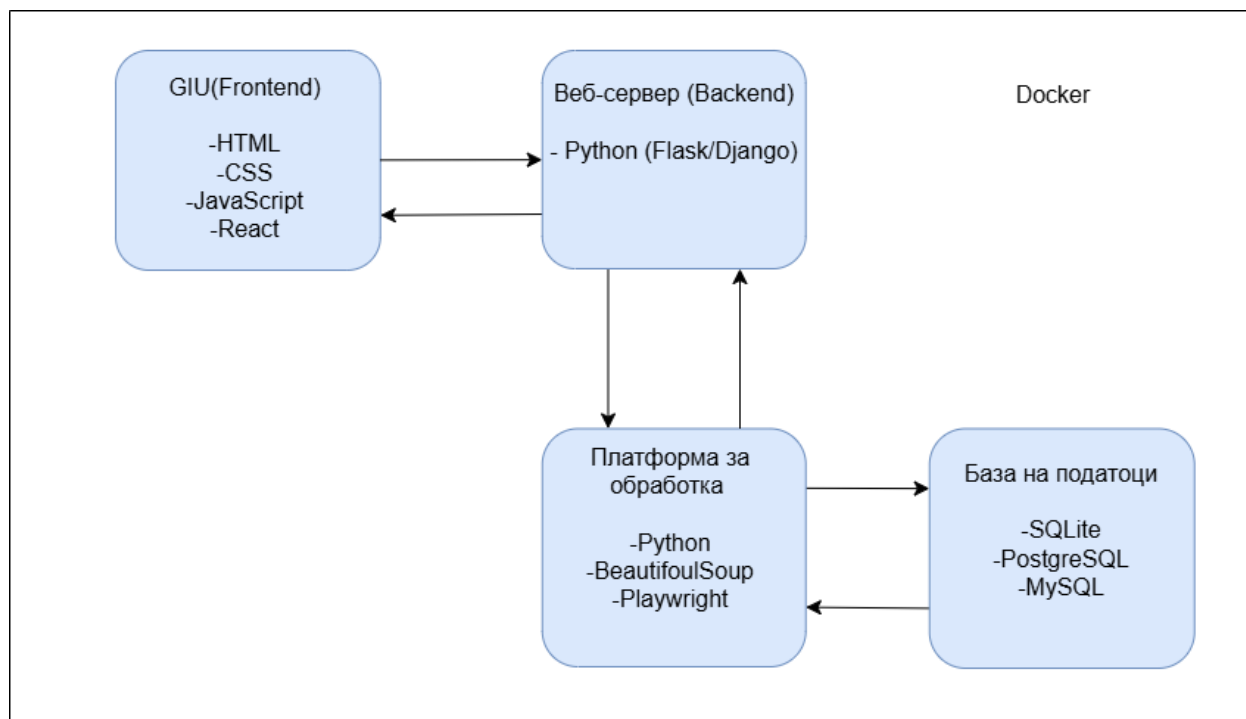 GIU(Frontend)
-HTML
-CSS
-JavaScript
-React
Веб-сервер (Backend)
- Python (Flask/Django)
Docker
Платформа за
обработка
-Python
-BeautifoulSoup
-Playwright
База на податоци
-SQLite
-PostgreSQL
-MySQL